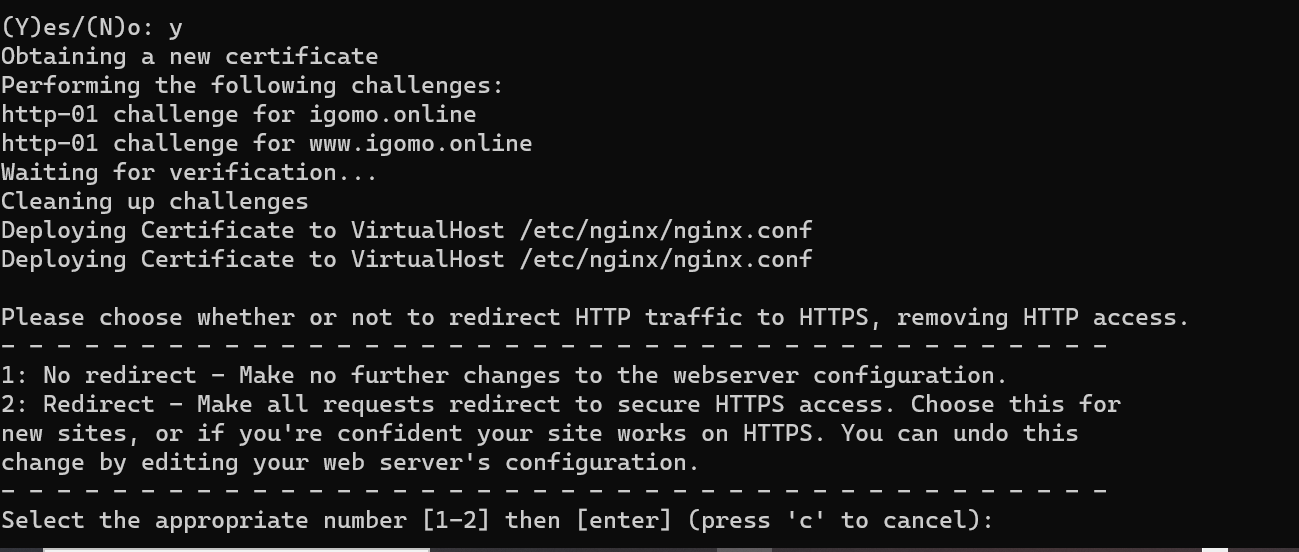 (Y)es/(N)o: y
Obtaining a new certificate
Performing the following challenges:
http-01 challenge for igomo.online
http-01 challenge for www.igomo.online
Waiting for verification...
Cleaning up challenges
Deploying Certificate to VirtualHost /etc/nginx/nginx.conf
Deploying Certificate to VirtualHost /etc/nginx/nginx.conf
Please choose whether or not to redirect HTTP traffic to HTTPS, removing HTTP access.
- - - - - - - - - - - - - - - - - - - - - - - - - - - - - - - - - - - - - - - -
1: No redirect - Make no further changes to the webserver configuration.
2: Redirect - Make all requests redirect to secure HTTPS access. Choose this for
new sites, or if you're confident your site works on HTTPS. You can undo this
change by editing your web server's configuration.
- - - - - - - - - - - - - - - - - - - - - - - - - - - - - - - - - - - - - - - -
Select the appropriate number [1-2] then [enter] (press 'c' to cancel):